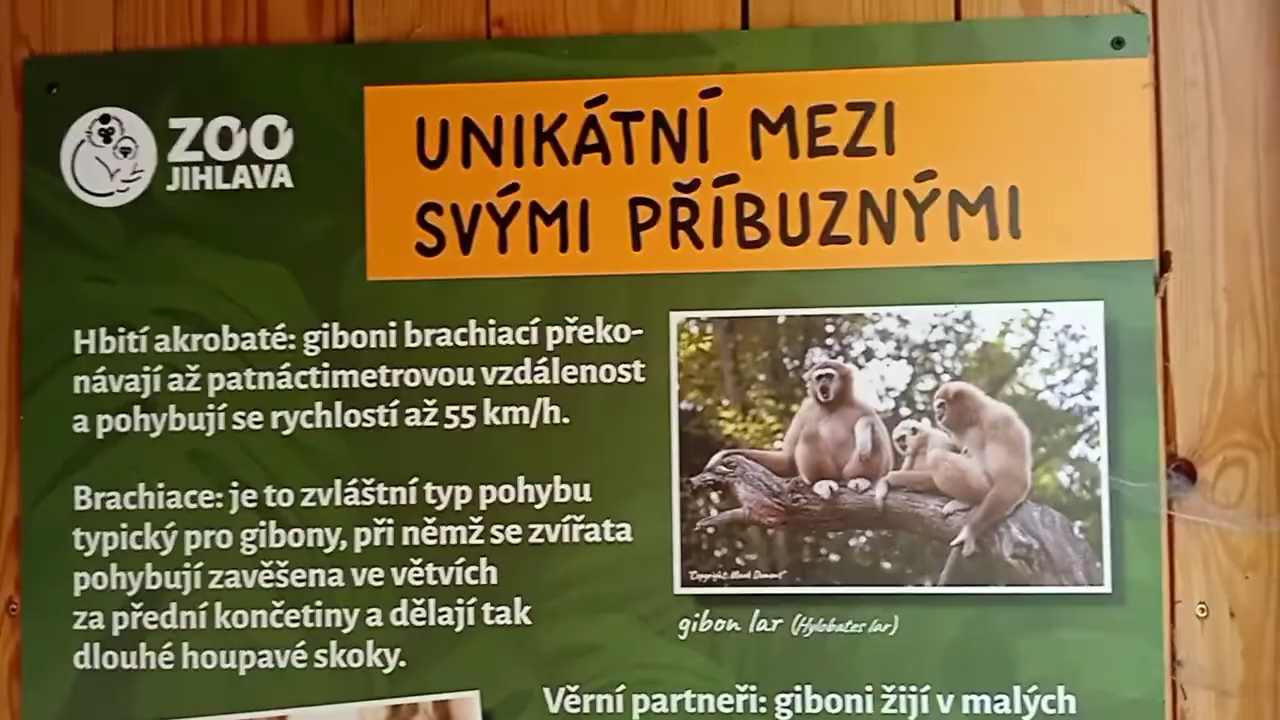 ZOO
JIHLAVA
UNIKÁTNÍ MEZI
SVÝMI PŘÍBUZNÝMI
Hbití akrobaté: giboni brachiací překo-
návají až patnáctimetrovou vzdálenost
a pohybují se rychlostí až 55 km/h.
Brachiace: je to zvláštní typ pohybu
typický pro gibony, při němž se zvířata
pohybují zavěšena ve větvích
za přední končetiny a dělají tak
dlouhé houpavé skoky.
"Copyright:
gibon lar (Hylobates lar)
Věrní partneři: giboni žijí v malých